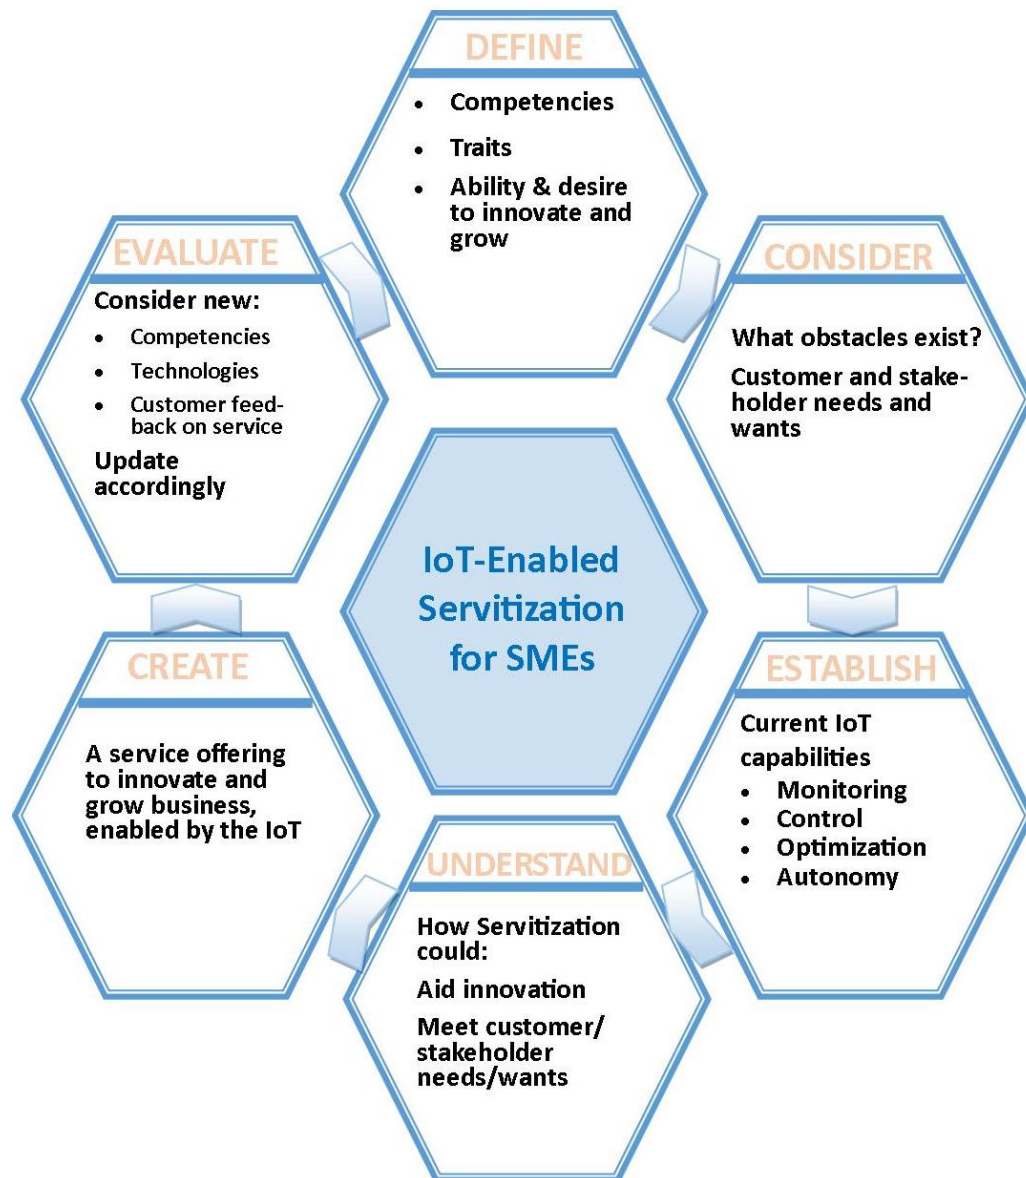 DEFINE
• Competencies
• Traits
• Ability & desire
to innovate and
grow
CONSIDER
What obstacles exist?
Customer and stake-
holder needs and
wants
ESTABLISH
Current IoT
capabilities
• Monitoring
• Control
• Optimization
• Autonomy
UNDERSTAND
How Servitization
could:
Aid innovation
Meet customer/
stakeholder
needs/wants
CREATE
A service offering
to innovate and
grow business,
enabled by the IoT
EVALUATE
Consider new:
• Competencies
• Technologies
• Customer feed-
back on service
Update
accordingly
IoT-Enabled
Servitization
for SMEs